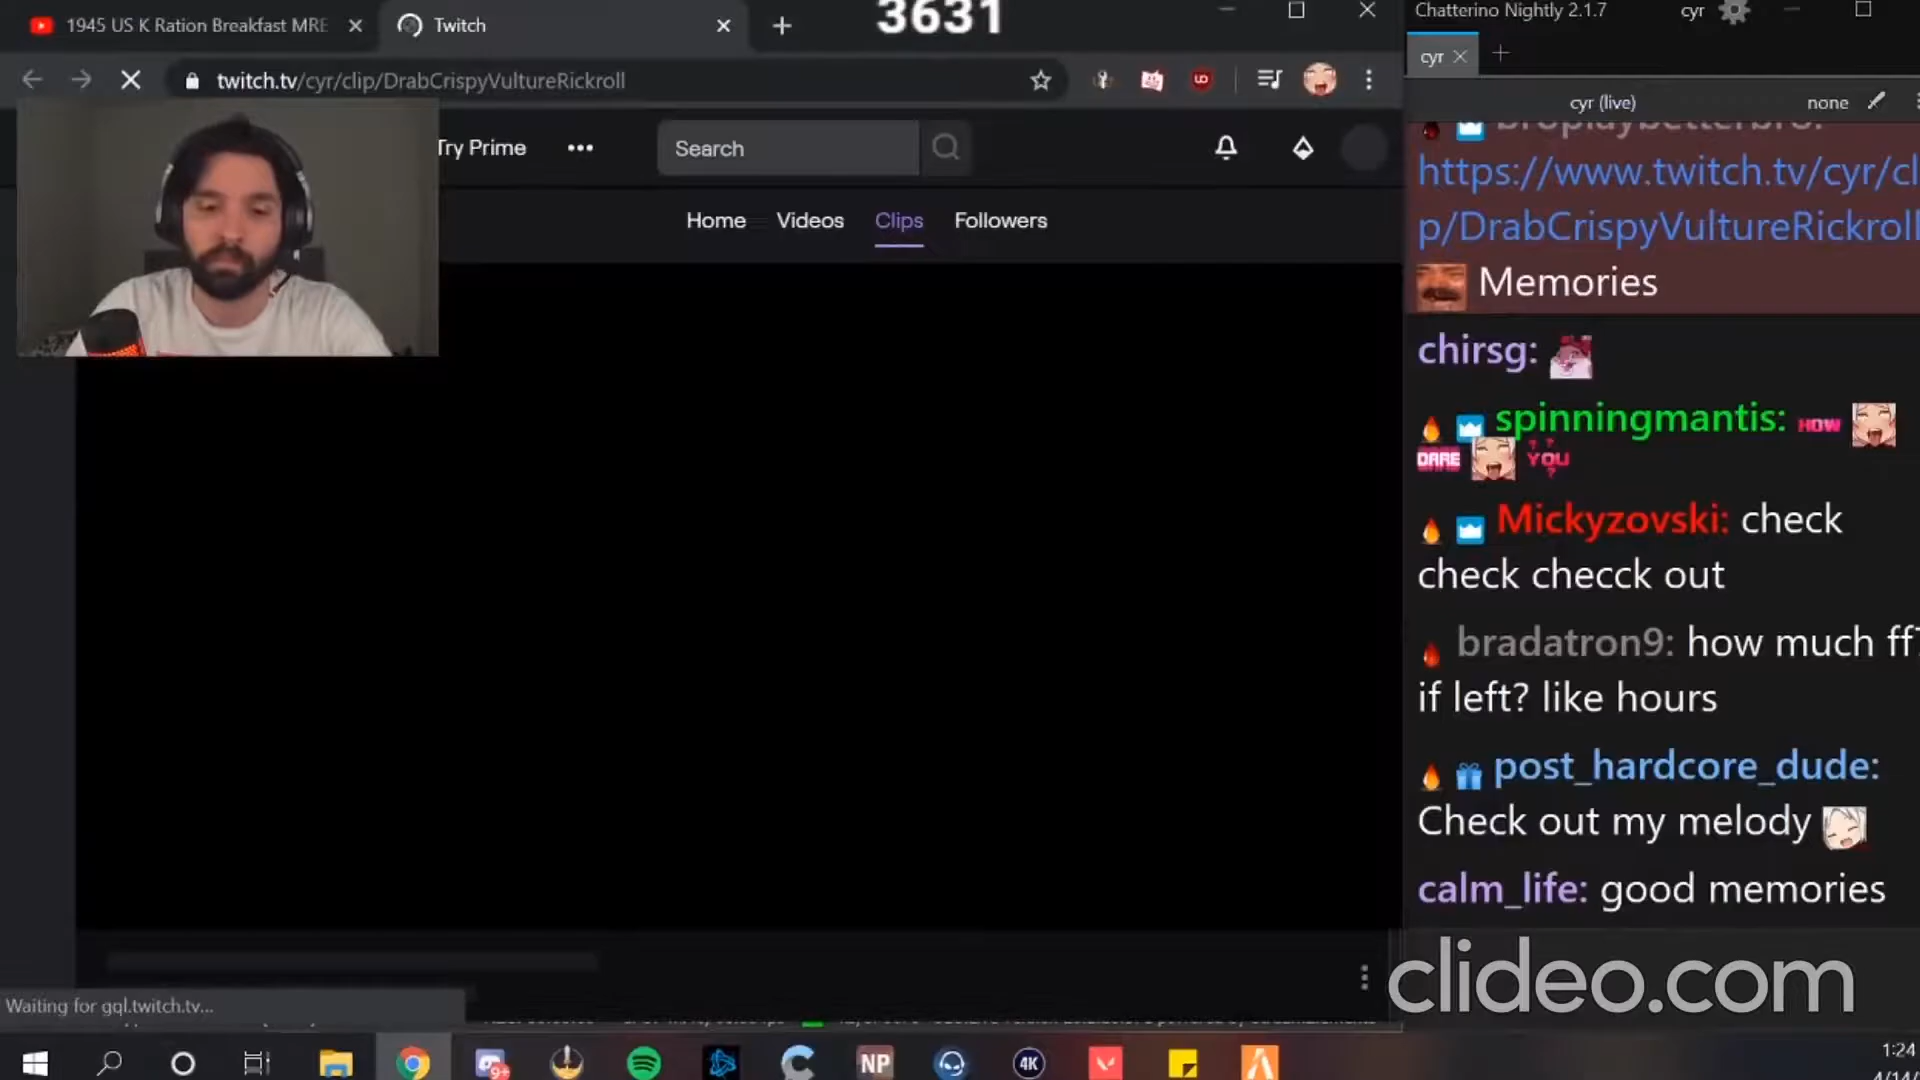 1945 US K Ration Breakfast MRE
Twitch
3631
twitch.tv/cyr/clip/DrabCrispyVultureRickroll
Try Prime
Search
Home Videos Clips Followers
Waiting for gql.twitch.tv...
Chatterino Nightly 2.1.7
cyr
cyr
cyr (live)
none
https://www.twitch.tv/cyr/cl
p/DrabCrispyVultureRickroll
Memories
chirsg:
spinningmantis: HOW
DARE YOU
Mickyzovski: check
check checck out
bradatron9: how much ff7
if left? like hours
post_hardcore_dude:
Check out my melody
calm_life: good memories
clideo.com
9+
NP
4K
1:24